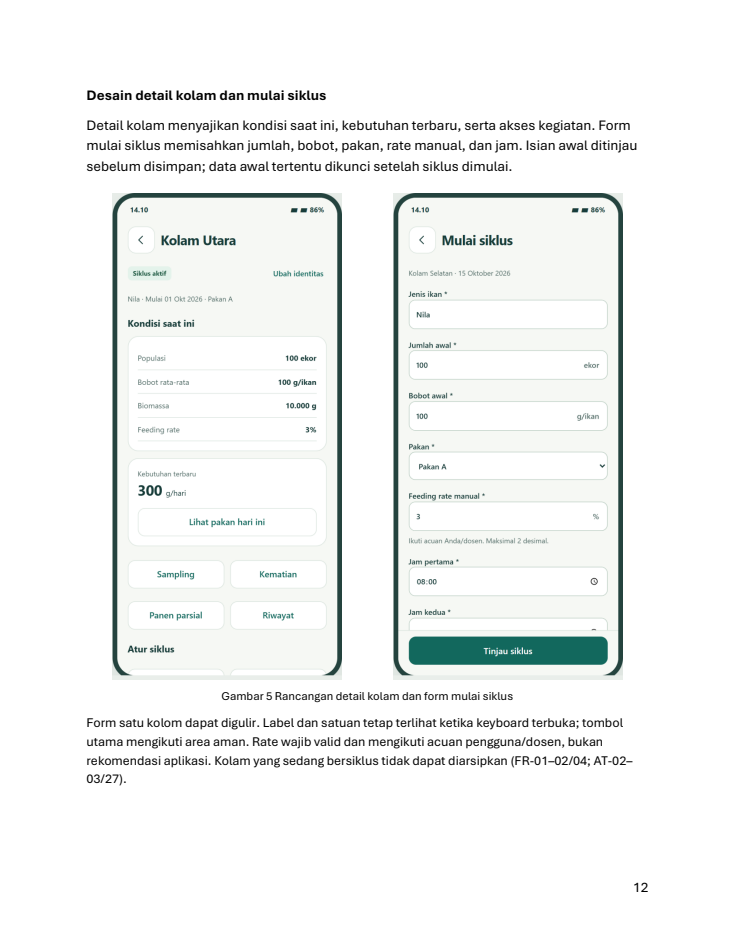 Desain detail kolam dan mulai siklus
Detail kolam menyajikan kondisi saat ini, kebutuhan terbaru, serta akses kegiatan. Form
mulai siklus memisahkan jumlah, bobot, pakan, rate manual, dan jam. Isian awal ditinjau
sebelum disimpan; data awal tertentu dikunci setelah siklus dimulai.
14.10
86%
Kolam Utara
Siklus aktif
Ubah identitas
Nila · Mulai 01 Okt 2026 · Pakan A
Kondisi saat ini
Populasi 100 ekor
Bobot rata-rata 100 g/ikan
Biomassa 10.000 g
Feeding rate 3%
Kebutuhan terbaru
300 g/hari
Lihat pakan hari ini
Sampling
Kematian
Panen parsial
Riwayat
Atur siklus
14.10
86%
Mulai siklus
Kolam Selatan · 15 Oktober 2026
Jenis ikan *
Nila
Jumlah awal *
100 ekor
Bobot awal *
100 g/ikan
Pakan *
Pakan A
Feeding rate manual *
3 %
Ikuti acuan Anda/dosen. Maksimal 2 desimal.
Jam pertama *
08:00
Jam kedua *
Tinjau siklus
Gambar 5 Rancangan detail kolam dan form mulai siklus
Form satu kolom dapat digulir. Label dan satuan tetap terlihat ketika keyboard terbuka; tombol
utama mengikuti area aman. Rate wajib valid dan mengikuti acuan pengguna/dosen, bukan
rekomendasi aplikasi. Kolam yang sedang bersiklus tidak dapat diarsipkan (FR-01–02/04; AT-02–
03/27).
12